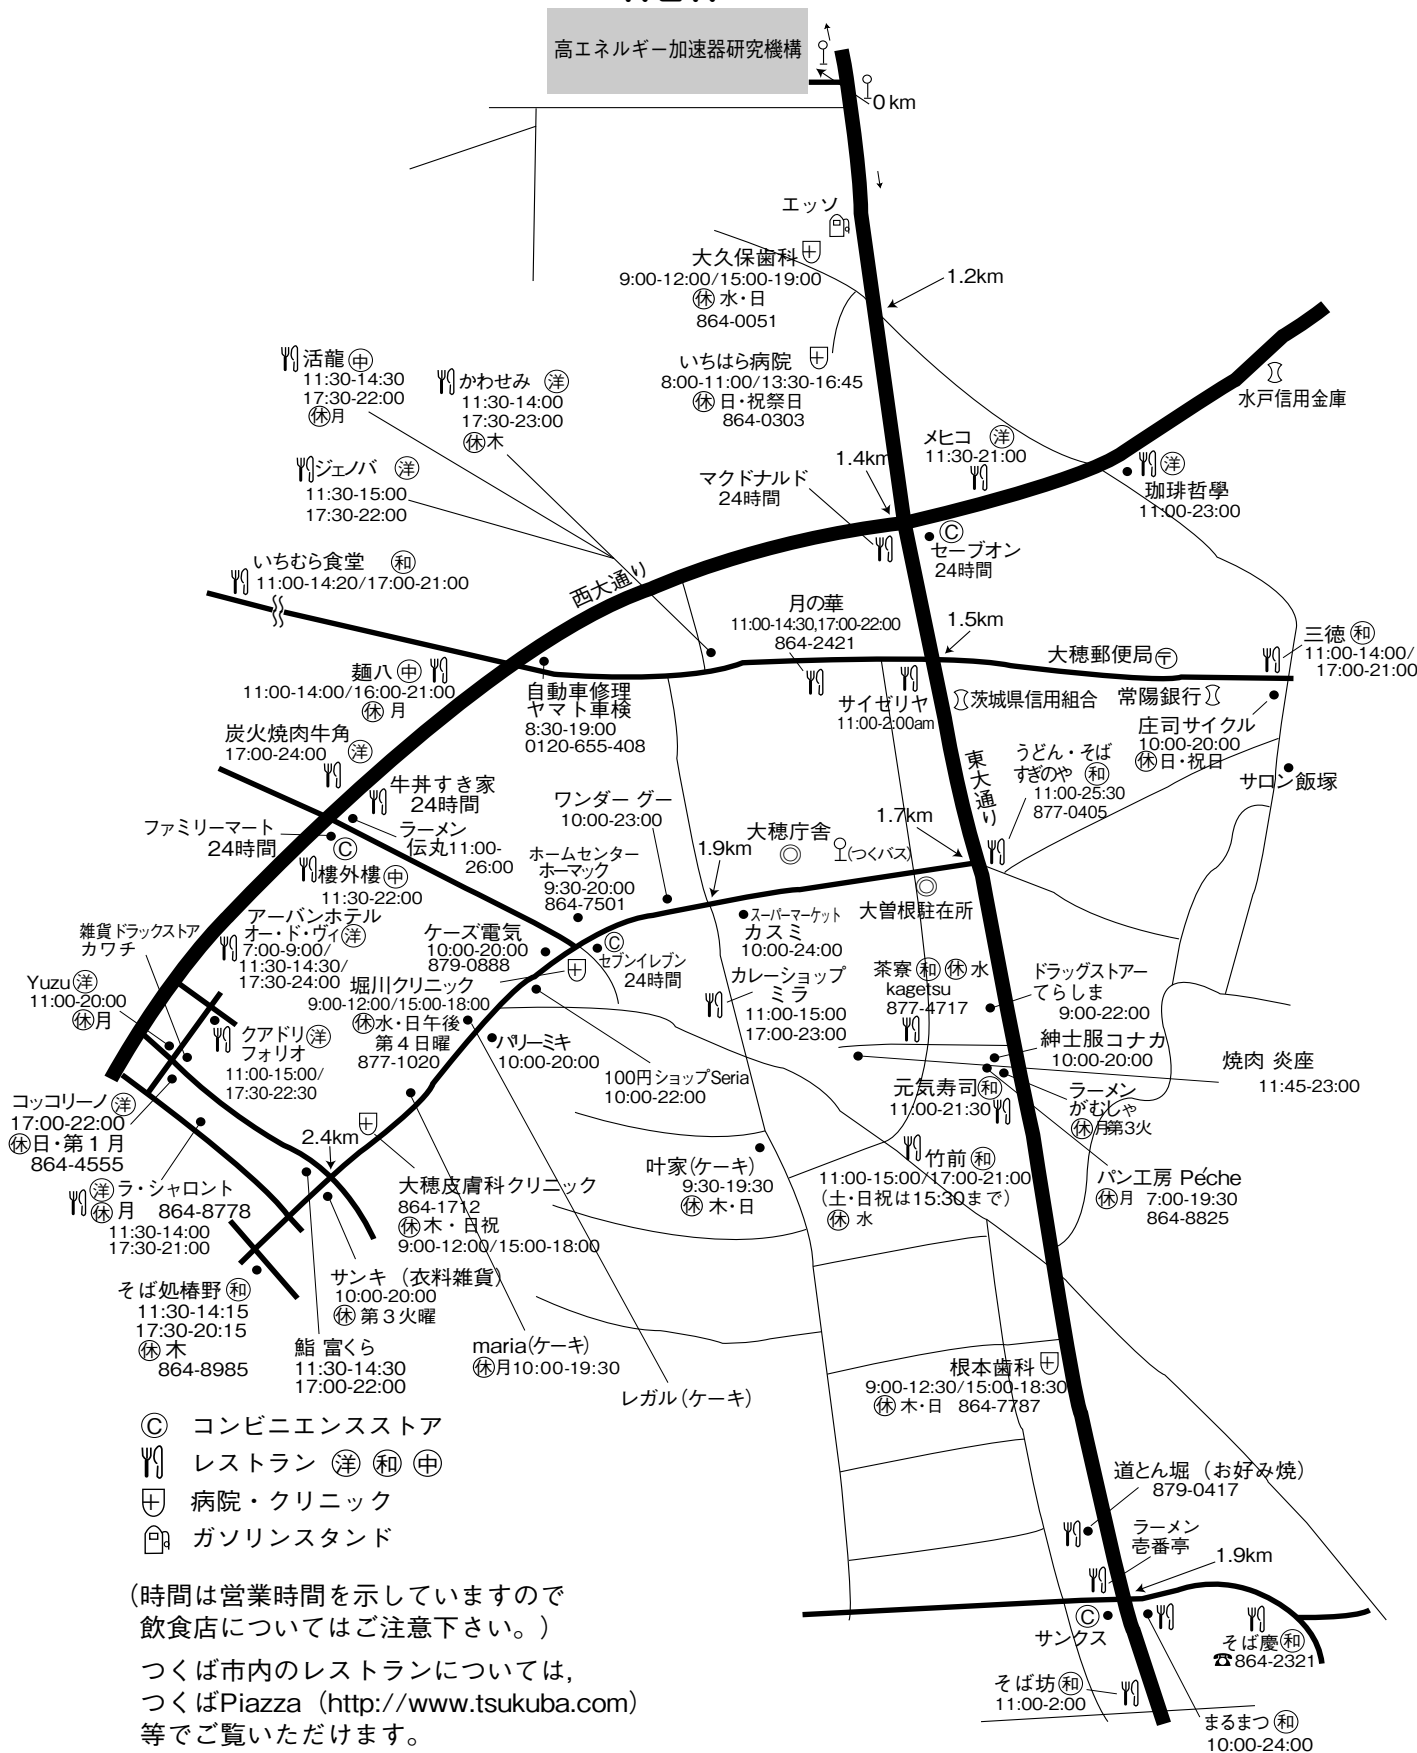 高エネルギー加速器研究機構
0 km
エッソ
大久保歯科
9:00-12:00/15:00-19:00
休 水・日
864-0051
1.2km
いちはら病院
8:00-11:00/13:30-16:45
休 日・祝祭日
864-0303
水戸信用金庫
活龍 中
11:30-14:30
17:30-22:00
休月
かわせみ 洋
11:30-14:00
17:30-23:00
休木
ジェノバ 洋
11:30-15:00
17:30-22:00
メヒコ 洋
11:30-21:00
1.4km
マクドナルド
24時間
洋
珈琲哲學
11:00-23:00
C
セーブオン
24時間
いちむら食堂 和
11:00-14:20/17:00-21:00
西大通り
月の華
11:00-14:30,17:00-22:00
864-2421
1.5km
大穂郵便局〒
三徳 和
11:00-14:00/
17:00-21:00
麺八 中
11:00-14:00/16:00-21:00
休 月
自動車修理
ヤマト車検
8:30-19:00
0120-655-408
サイゼリヤ
11:00-2:00am
茨城県信用組合
常陽銀行
庄司サイクル
10:00-20:00
休日・祝日
サロン飯塚
炭火焼肉牛角
17:00-24:00 洋
東大通り
うどん・そば
すぎのや 和
11:00-25:30
877-0405
牛丼すき家
24時間
ワンダーグー
10:00-23:00
ファミリーマート
24時間
C
ラーメン
伝丸11:00-
26:00
1.7km
大穂庁舎
◎
(つくバス)
1.9km
ホームセンター
ホーマック
9:30-20:00
864-7501
樓外樓 中
11:30-22:00
◎
大曽根駐在所
スーパーマーケット
カスミ
10:00-24:00
アーバンホテル
オー・ド・ヴィ 洋
7:00-9:00/
11:30-14:30/
17:30-24:00
雑貨ドラックストア
カワチ
ケーズ電気
10:00-20:00
879-0888
C
セブンイレブン
24時間
カレーショップ
ミラ
11:00-15:00
17:00-23:00
茶寮 和 休 水
kagetsu
877-4717
ドラッグストアー
てらしま
9:00-22:00
Yuzu 洋
11:00-20:00
休月
堀川クリニック
9:00-12:00/15:00-18:00
休水・日午後
第４日曜
877-1020
クアドリ 洋
フォリオ
11:00-15:00/
17:30-22:30
パリーミキ
10:00-20:00
100円ショップSeria
10:00-22:00
紳士服コナカ
10:00-20:00
焼肉 炎座
11:45-23:00
元気寿司 和
11:00-21:30
ラーメン
がむしゃ
休月第3火
コッコリーノ 洋
17:00-22:00
休日・第１月
864-4555
2.4km
大穂皮膚科クリニック
864-1712
休木・日祝
9:00-12:00/15:00-18:00
叶家(ケーキ)
9:30-19:30
休 木・日
竹前 和
11:00-15:00/17:00-21:00
(土・日祝は15:30まで)
休 水
パン工房 Péche
休月 7:00-19:30
864-8825
洋 ラ・シャロント
休 月 864-8778
11:30-14:00
17:30-21:00
サンキ （衣料雑貨）
10:00-20:00
休 第３火曜
そば処椿野 和
11:30-14:15
17:30-20:15
休 木
864-8985
鮨 富くら
11:30-14:30
17:00-22:00
maria(ケーキ)
休月10:00-19:30
レガル(ケーキ)
根本歯科
9:00-12:30/15:00-18:30
休 木・日 864-7787
C コンビニエンスストア
レストラン 洋 和 中
病院・クリニック
ガソリンスタンド
道とん堀（お好み焼）
879-0417
ラーメン
壱番亭
1.9km
（時間は営業時間を示していますので
飲食店についてはご注意下さい。）
C
サンクス
そば慶 和
☎864-2321
つくば市内のレストランについては，
つくばPiazza（http://www.tsukuba.com）
等でご覧いただけます。
そば坊 和
11:00-2:00
まるまつ 和
10:00-24:00